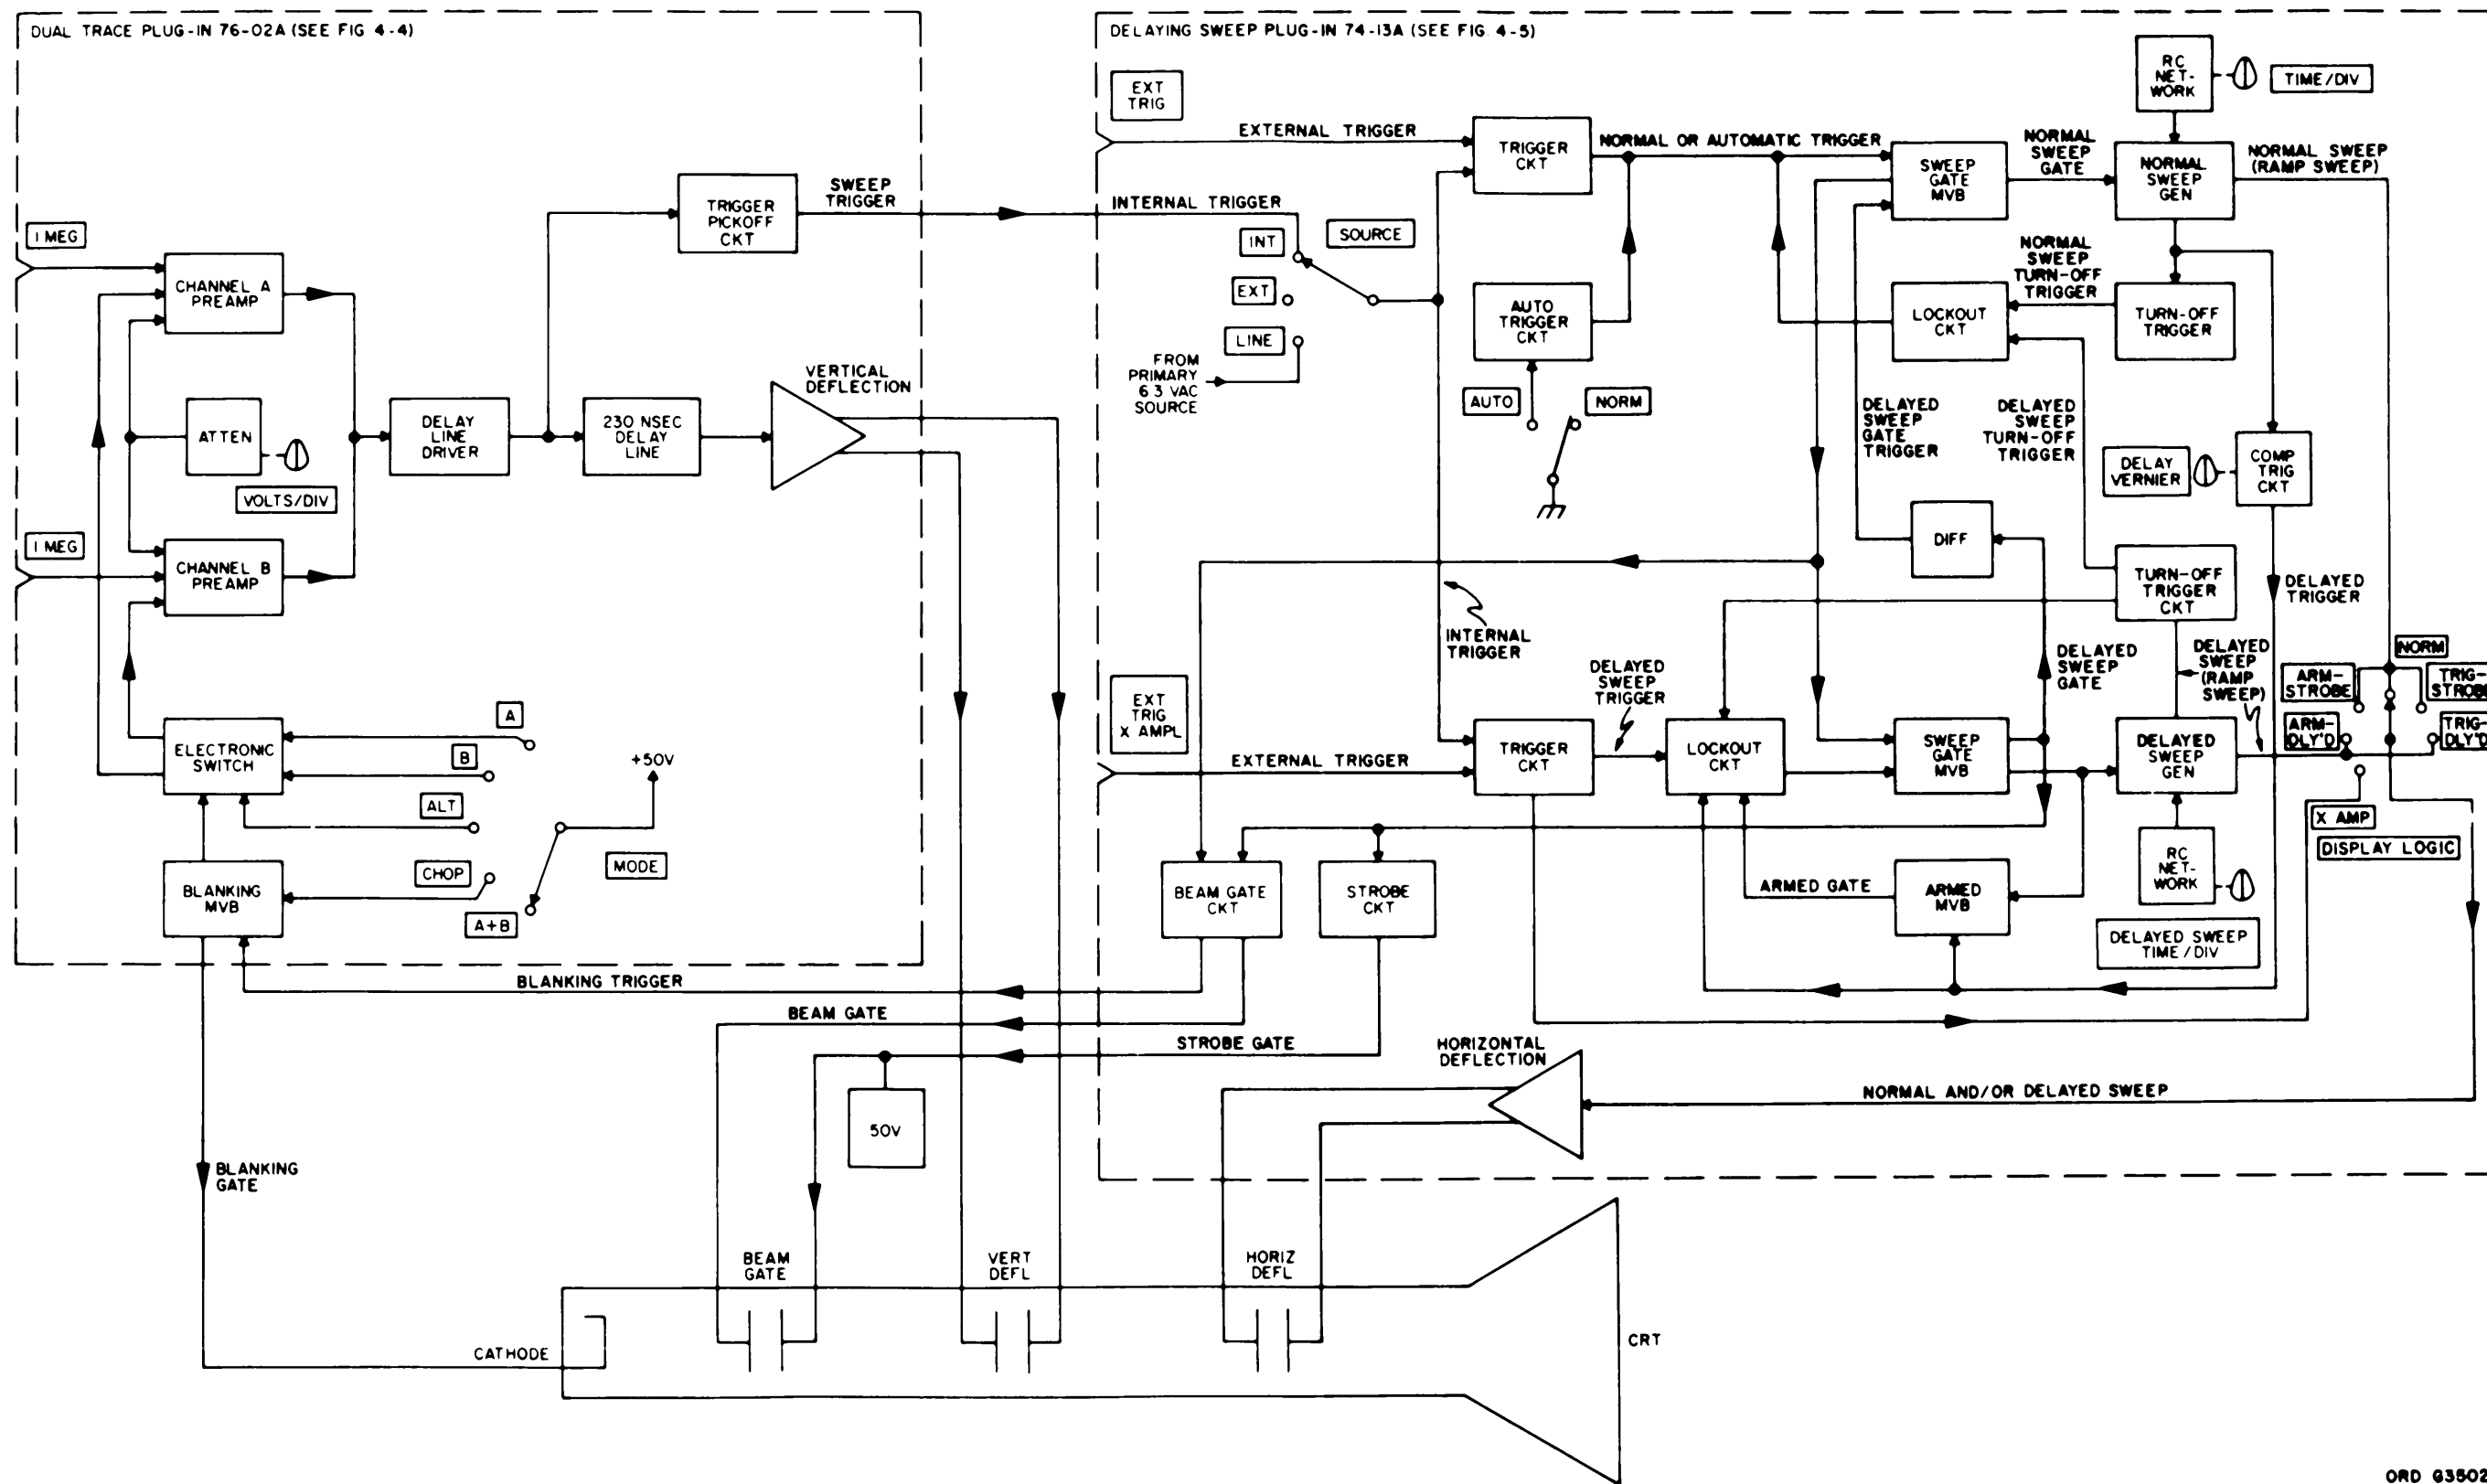 DUAL TRACE PLUG-IN 76-02A (SEE FIG 4-4)
1 MEG
CHANNEL A
PREAMP
ATTEN
VOLTS/DIV
1 MEG
CHANNEL B
PREAMP
DELAY
LINE
DRIVER
230 NSEC
DELAY
LINE
TRIGGER
PICKOFF
CKT
SWEEP
TRIGGER
VERTICAL
DEFLECTION
ELECTRONIC
SWITCH
A
B
ALT
CHOP
A+B
MODE
+50V
BLANKING
MVB
DELAYING SWEEP PLUG-IN 74-13A (SEE FIG. 4-5)
EXT
TRIG
EXTERNAL TRIGGER
INTERNAL TRIGGER
INT
SOURCE
EXT
LINE
FROM
PRIMARY
6.3 VAC
SOURCE
TRIGGER
CKT
NORMAL OR AUTOMATIC TRIGGER
AUTO
TRIGGER
CKT
AUTO
NORM
SWEEP
GATE
MVB
NORMAL
SWEEP
GATE
NORMAL
SWEEP
GEN
RC
NET-
WORK
TIME/DIV
NORMAL SWEEP
(RAMP SWEEP)
NORMAL
SWEEP
TURN-OFF
TRIGGER
LOCKOUT
CKT
TURN-OFF
TRIGGER
DELAYED
SWEEP
GATE
TRIGGER
DELAYED
SWEEP
TURN-OFF
TRIGGER
DELAY
VERNIER
COMP
TRIG
CKT
DIFF
TURN-OFF
TRIGGER
CKT
DELAYED
TRIGGER
INTERNAL
TRIGGER
EXT
TRIG
X AMPL
EXTERNAL TRIGGER
TRIGGER
CKT
DELAYED
SWEEP
TRIGGER
LOCKOUT
CKT
SWEEP
GATE
MVB
DELAYED
SWEEP
GATE
DELAYED
SWEEP
(RAMP
SWEEP)
DELAYED
SWEEP
GEN
NORM
ARM-
STROBE
TRIG-
STROBE
ARM-
DLY'D
TRIG-
DLY'D
X AMP
DISPLAY LOGIC
BEAM GATE
CKT
STROBE
CKT
ARMED GATE
ARMED
MVB
RC
NET-
WORK
DELAYED SWEEP
TIME/DIV
BLANKING TRIGGER
BEAM GATE
STROBE GATE
50V
HORIZONTAL
DEFLECTION
NORMAL AND/OR DELAYED SWEEP
BLANKING
GATE
BEAM
GATE
VERT
DEFL
HORIZ
DEFL
CATHODE
CRT
ORD G3502